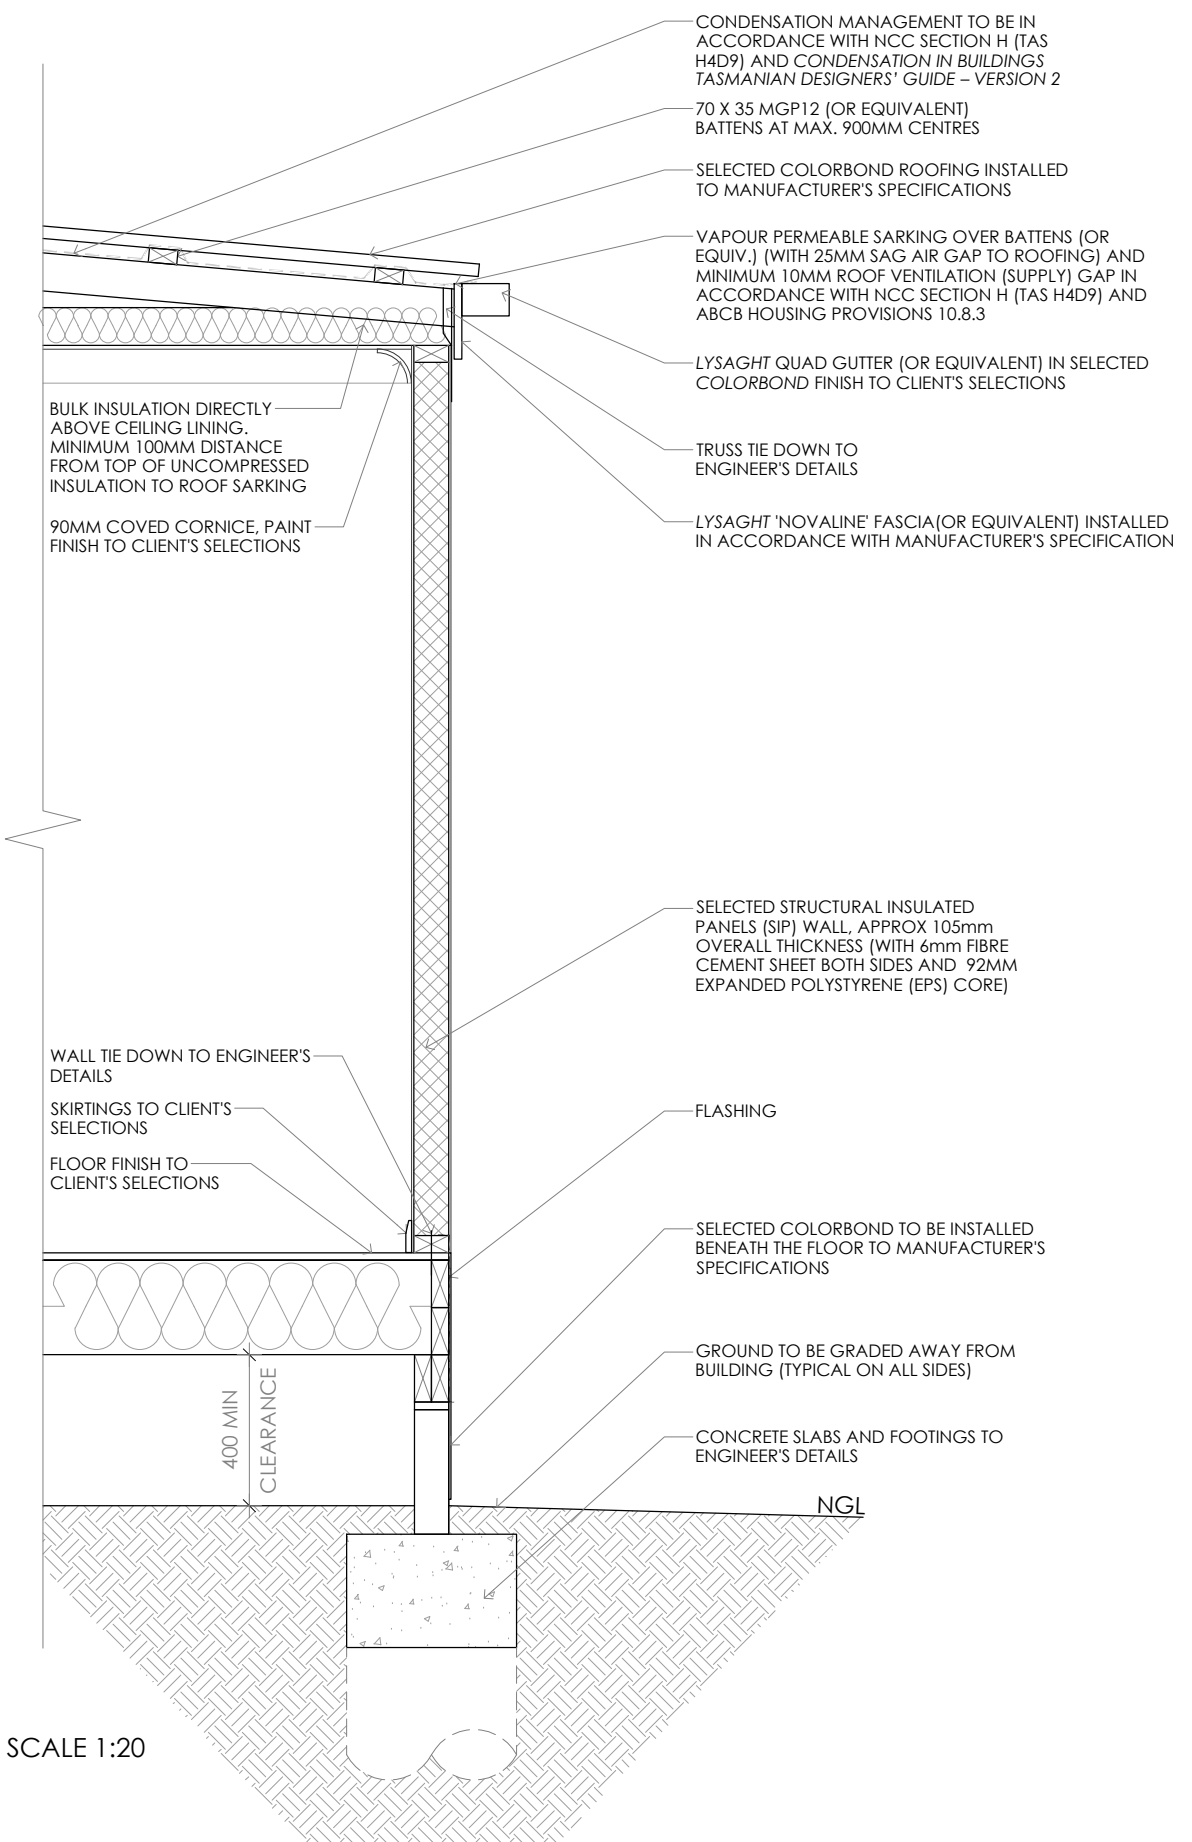 CONDENSATION MANAGEMENT TO BE IN
ACCORDANCE WITH NCC SECTION H (TAS
H4D9) AND CONDENSATION IN BUILDINGS
TASMANIAN DESIGNERS' GUIDE – VERSION 2
70 X 35 MGP12 (OR EQUIVALENT)
BATTENS AT MAX. 900MM CENTRES
SELECTED COLORBOND ROOFING INSTALLED
TO MANUFACTURER'S SPECIFICATIONS
VAPOUR PERMEABLE SARKING OVER BATTENS (OR
EQUIV.) (WITH 25MM SAG AIR GAP TO ROOFING) AND
MINIMUM 10MM ROOF VENTILATION (SUPPLY) GAP IN
ACCORDANCE WITH NCC SECTION H (TAS H4D9) AND
ABCB HOUSING PROVISIONS 10.8.3
LYSAGHT QUAD GUTTER (OR EQUIVALENT) IN SELECTED
COLORBOND FINISH TO CLIENT'S SELECTIONS
BULK INSULATION DIRECTLY
ABOVE CEILING LINING.
MINIMUM 100MM DISTANCE
FROM TOP OF UNCOMPRESSED
INSULATION TO ROOF SARKING
TRUSS TIE DOWN TO
ENGINEER'S DETAILS
90MM COVED CORNICE, PAINT
FINISH TO CLIENT'S SELECTIONS
LYSAGHT 'NOVALINE' FASCIA(OR EQUIVALENT) INSTALLED
IN ACCORDANCE WITH MANUFACTURER'S SPECIFICATION
SELECTED STRUCTURAL INSULATED
PANELS (SIP) WALL, APPROX 105mm
OVERALL THICKNESS (WITH 6mm FIBRE
CEMENT SHEET BOTH SIDES AND 92MM
EXPANDED POLYSTYRENE (EPS) CORE)
WALL TIE DOWN TO ENGINEER'S
DETAILS
SKIRTINGS TO CLIENT'S
SELECTIONS
FLASHING
FLOOR FINISH TO
CLIENT'S SELECTIONS
SELECTED COLORBOND TO BE INSTALLED
BENEATH THE FLOOR TO MANUFACTURER'S
SPECIFICATIONS
GROUND TO BE GRADED AWAY FROM
BUILDING (TYPICAL ON ALL SIDES)
400 MIN
CLEARANCE
CONCRETE SLABS AND FOOTINGS TO
ENGINEER'S DETAILS
NGL
SCALE 1:20